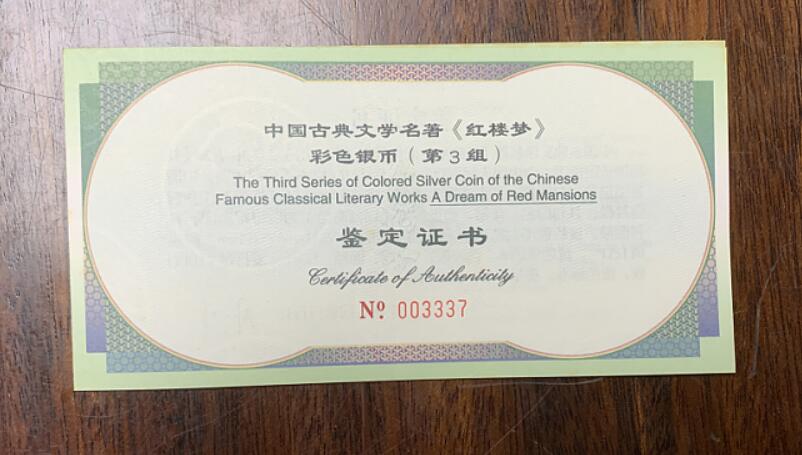 中国古典文学名著《红楼梦》
彩色银币（第3组）
The Third Series of Colored Silver Coin of the Chinese
Famous Classical Literary Works A Dream of Red Mansions
鉴定证书
Certificate of Authenticity
Nº 003337